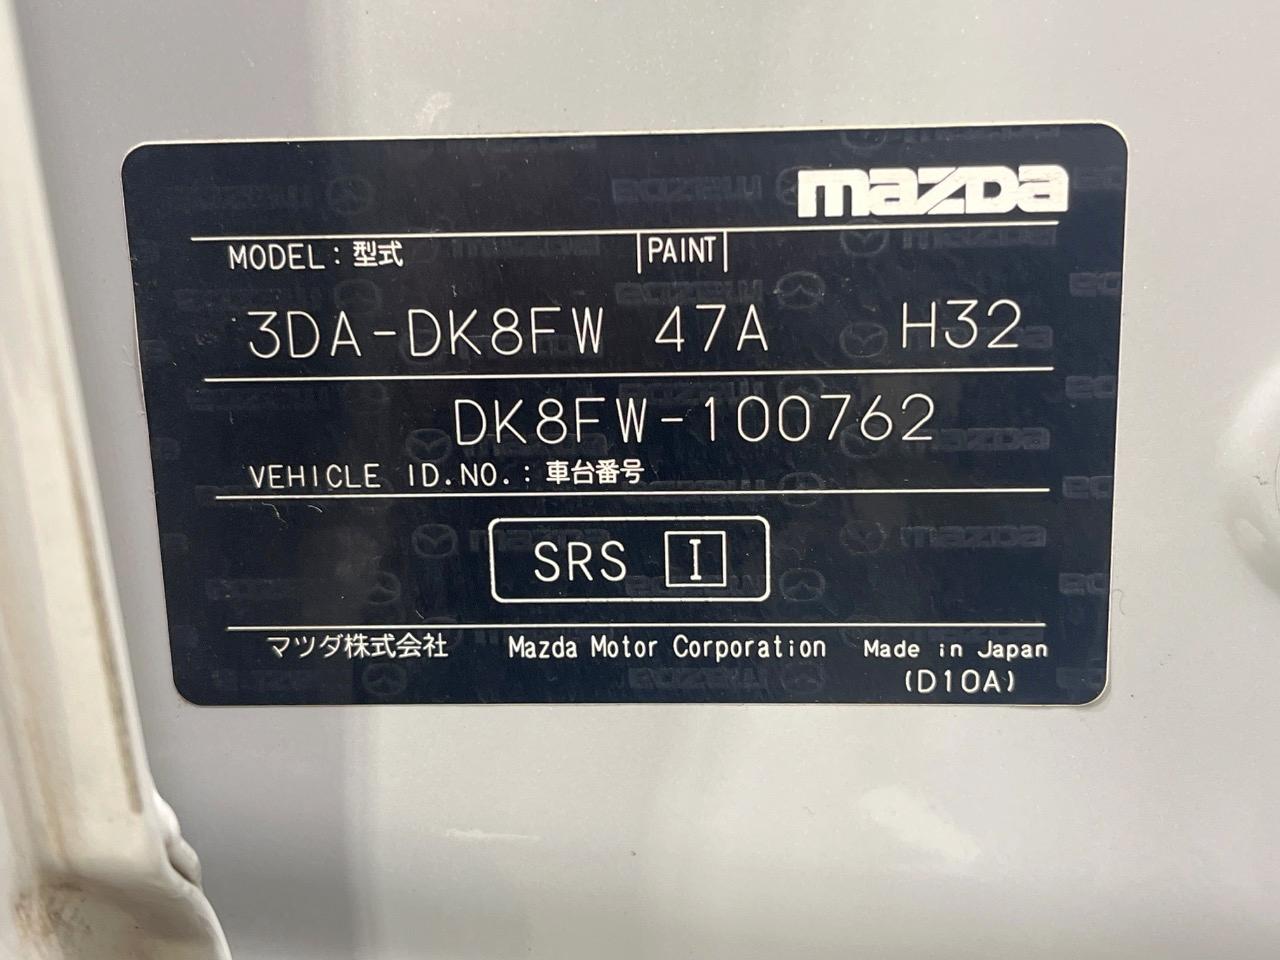 mazda
MODEL : 型式 PAINT
3DA-DK8FW 47A H32
DK8FW-100762
VEHICLE ID.NO. : 車台番号
SRS I
マツダ株式会社 Mazda Motor Corporation Made in Japan
(D10A)